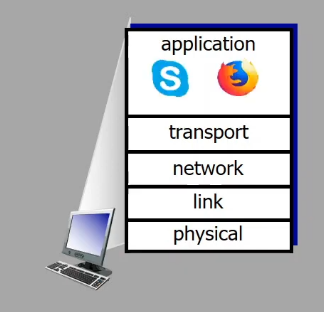 application
S
transport
network
link
physical